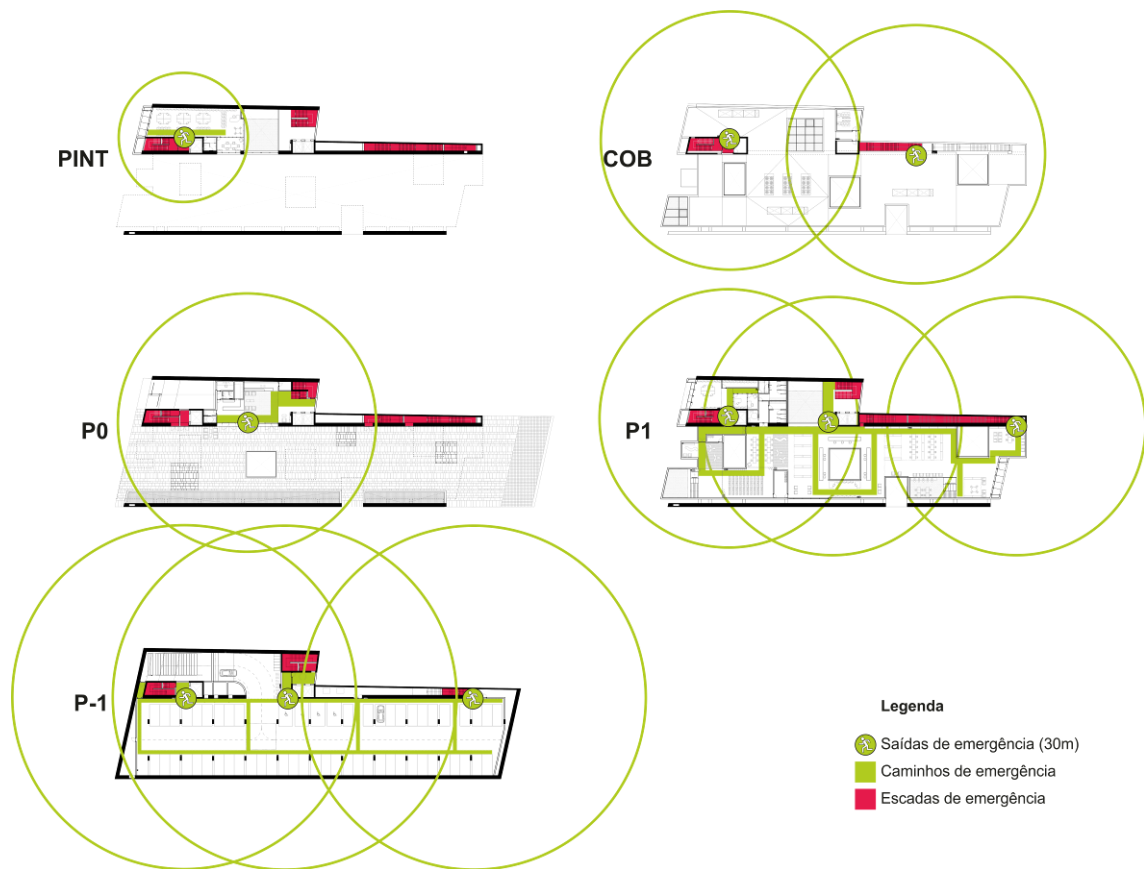 PINT
COB
P0
P1
P-1
Legenda
Saídas de emergência (30m)
Caminhos de emergência
Escadas de emergência